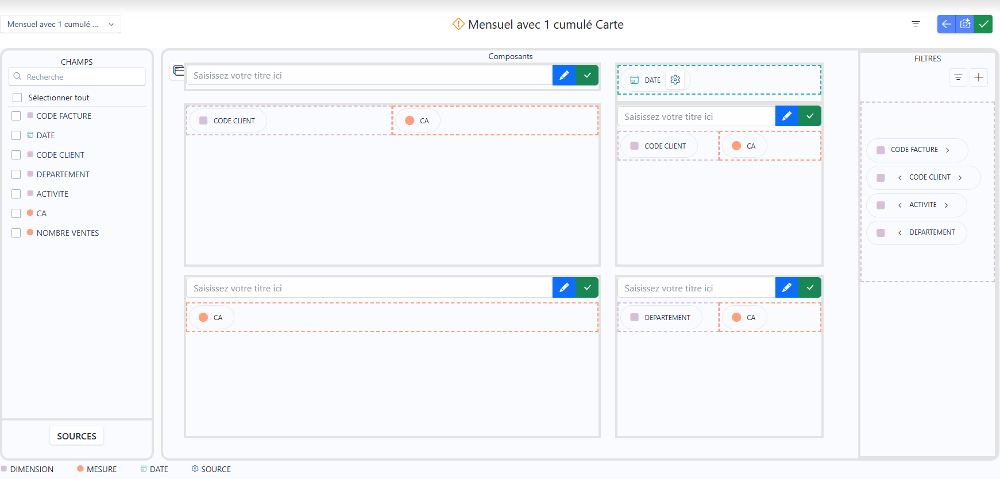 Mensuel avec 1 cumulé ...
Mensuel avec 1 cumulé Carte
CHAMPS
Recherche
Sélectionner tout
CODE FACTURE
DATE
CODE CLIENT
DEPARTEMENT
ACTIVITE
CA
NOMBRE VENTES
SOURCES
Composants
Saisissez votre titre ici
DATE
CODE CLIENT
CA
Saisissez votre titre ici
CODE CLIENT
CA
Saisissez votre titre ici
CA
Saisissez votre titre ici
DEPARTEMENT
CA
FILTRES
CODE FACTURE
CODE CLIENT
ACTIVITE
DEPARTEMENT
DIMENSION
MESURE
DATE
SOURCE